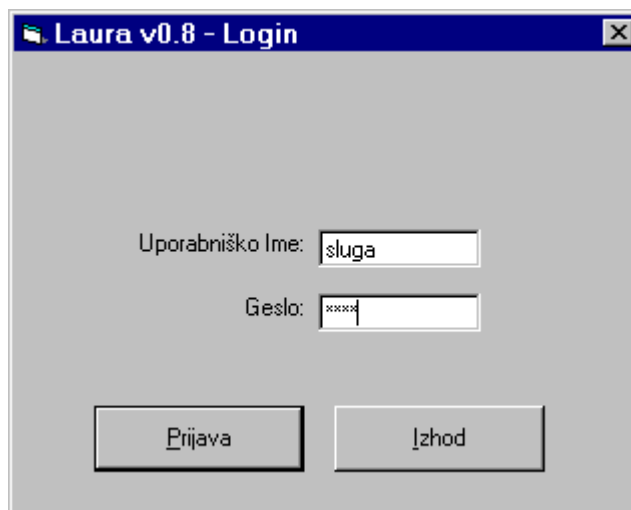 Laura v0.8 - Login
Uporabniško Ime: sluga
Geslo: ****
Prijava Izhod